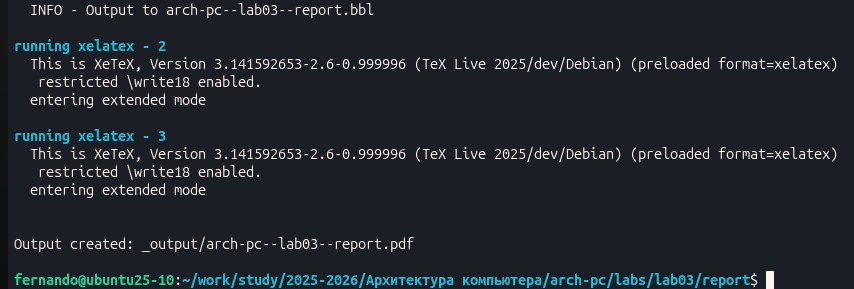 INFO - Output to arch-pc--lab03--report.bbl
running xelatex - 2
This is XeTeX, Version 3.141592653-2.6-0.999996 (TeX Live 2025/dev/Debian) (preloaded format=xelatex)
restricted \write18 enabled.
entering extended mode
running xelatex - 3
This is XeTeX, Version 3.141592653-2.6-0.999996 (TeX Live 2025/dev/Debian) (preloaded format=xelatex)
restricted \write18 enabled.
entering extended mode
Output created: _output/arch-pc--lab03--report.pdf
fernando@ubuntu25-10:~/work/study/2025-2026/Архитектура компьютера/arch-pc/labs/lab03/report$